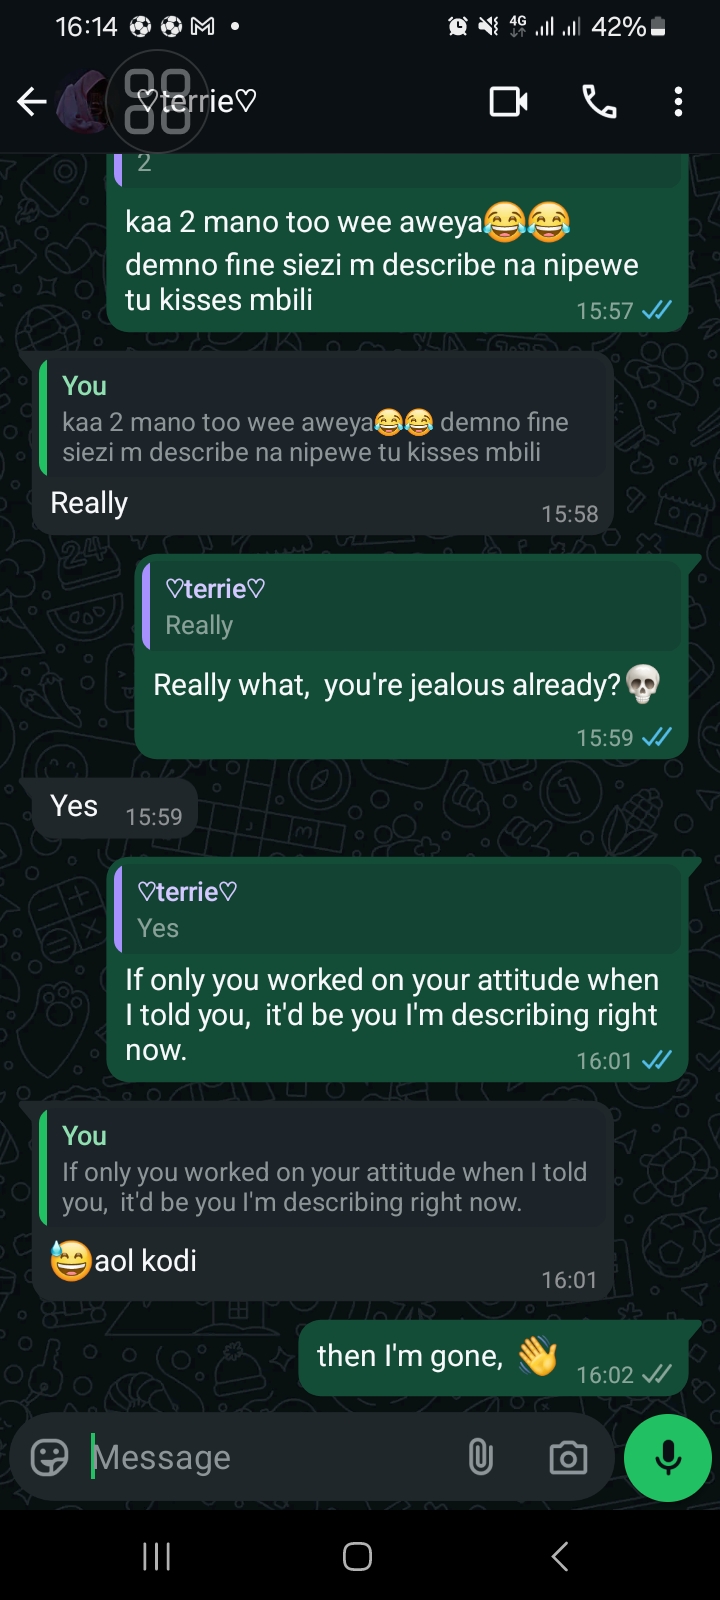 16:14
4G
42%
♡terrie♡
2
kaa 2 mano too wee aweya😂😂
demno fine siezi m describe na nipewe
tu kisses mbili
15:57
You
kaa 2 mano too wee aweya😂😂 demno fine
siezi m describe na nipewe tu kisses mbili
Really
15:58
♡terrie♡
Really
Really what,  you're jealous already?💀
15:59
Yes
15:59
♡terrie♡
Yes
If only you worked on your attitude when
I told you,  it'd be you I'm describing right
now.
16:01
You
If only you worked on your attitude when I told
you,  it'd be you I'm describing right now.
😅aol kodi
16:01
then I'm gone, 👋
16:02
Message